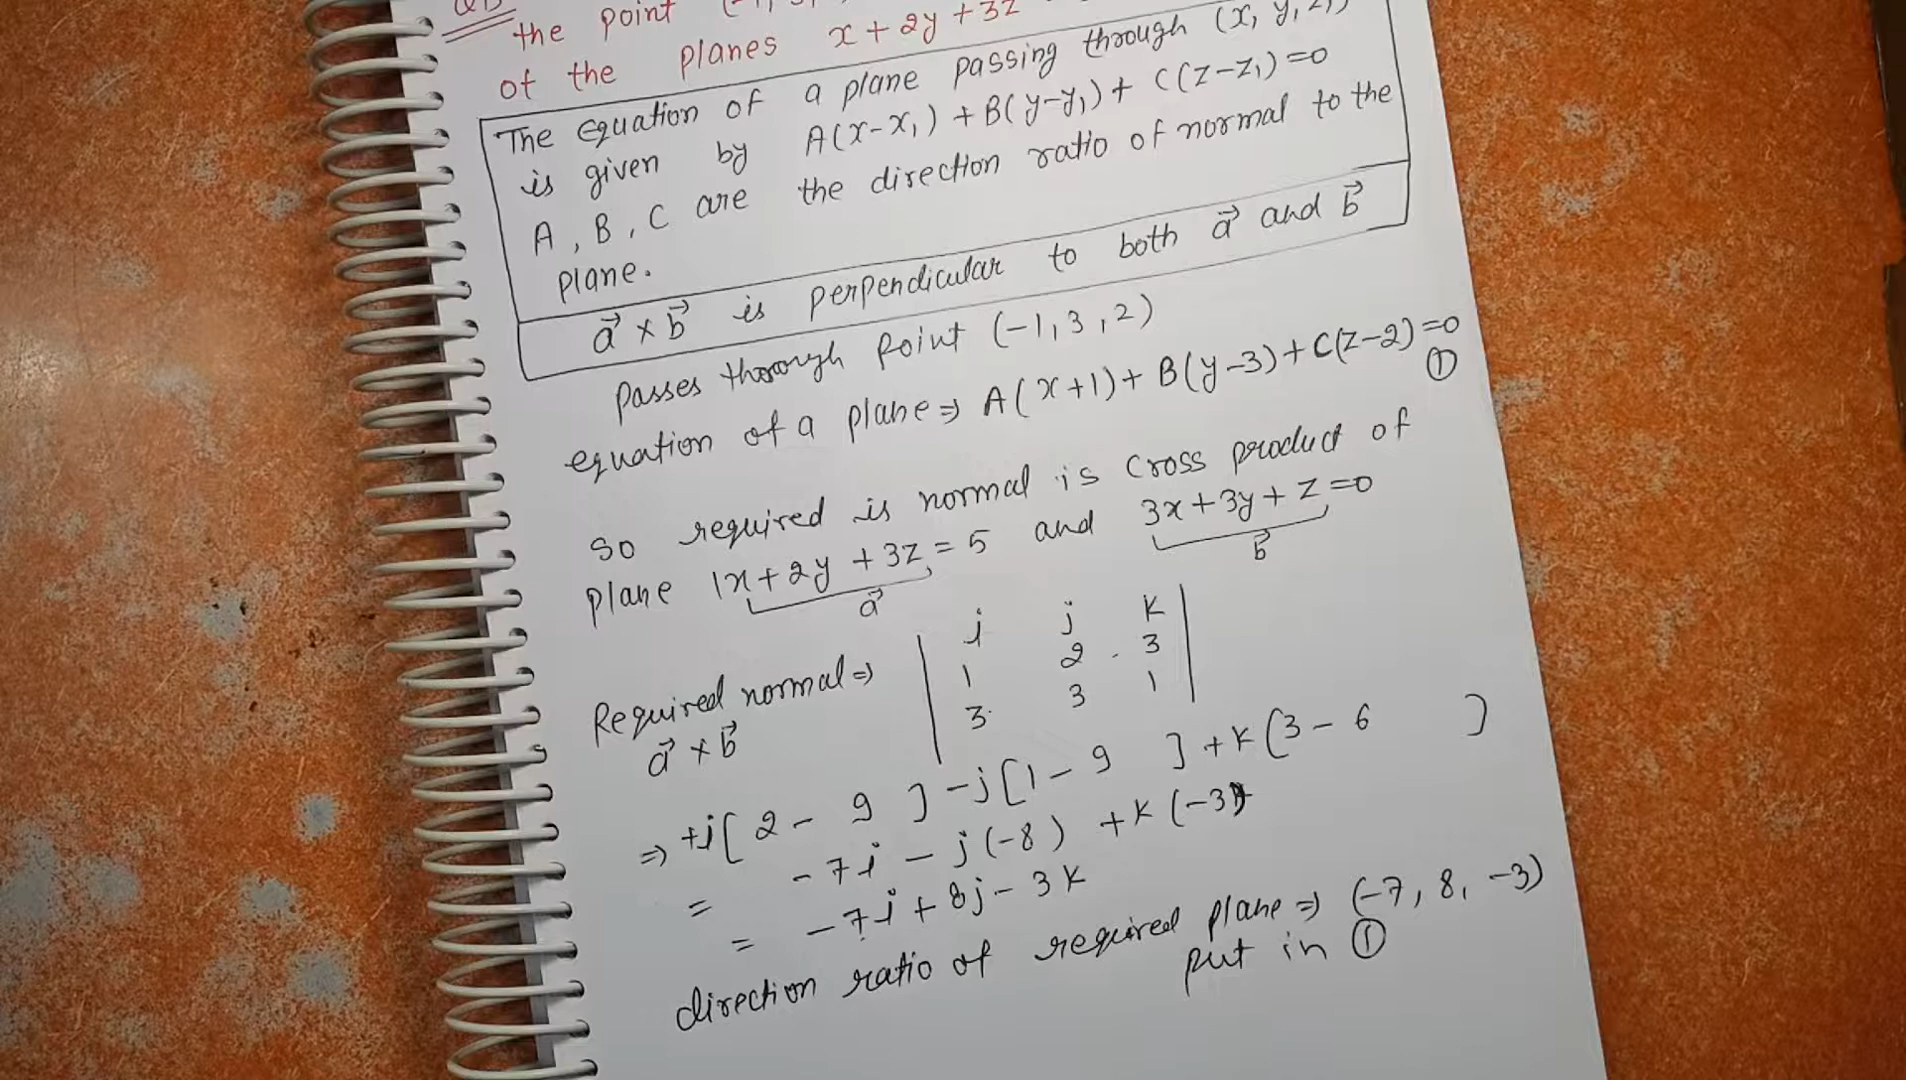 the point (-1, 3,
of the planes x + 2y + 3z
The equation of a plane passing through (x, y, z,)
is given by A(x-x₁) + B(y-y₁) + C(z-z₁)=0
A, B, C are the direction ratio of normal to the
plane.
a⃗ × b⃗ is perpendicular to both a⃗ and b⃗
Passes through Point (-1, 3, 2)
equation of a plane ⇒ A(x+1) + B(y-3) + C(z-2)=0
①
so required is normal is cross product of
plane 1x+2y+3z = 5 and 3x+3y+z=0
a⃗ b⃗
Required normal ⇒ | i j k |
a⃗ × b⃗ | 1 2 3 |
| 3 3 1 |
⇒ +i[2 - 9] -j[1 - 9] + k[3 - 6]
= -7i - j(-8) + k(-3)
= -7i + 8j - 3k
direction ratio of required plane ⇒ (-7, 8, -3)
put in ①